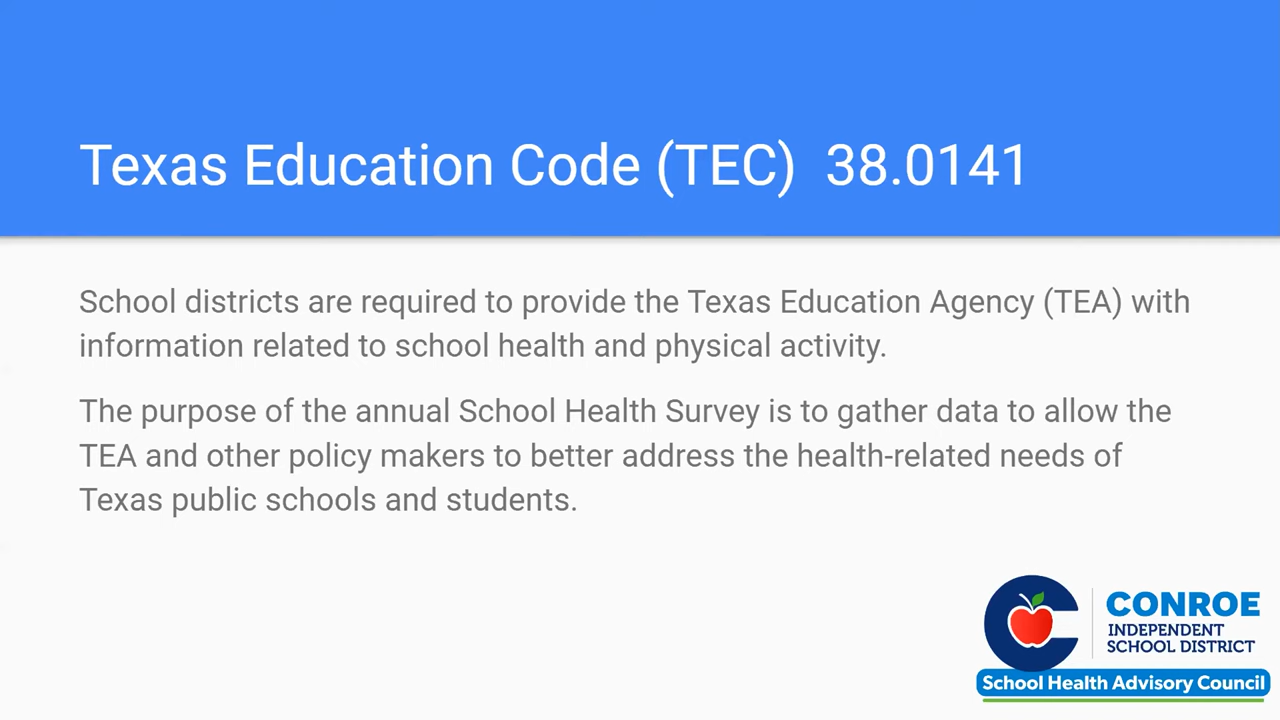 Texas Education Code (TEC)  38.0141
School districts are required to provide the Texas Education Agency (TEA) with
information related to school health and physical activity.
The purpose of the annual School Health Survey is to gather data to allow the
TEA and other policy makers to better address the health-related needs of
Texas public schools and students.
CONROE
INDEPENDENT
SCHOOL DISTRICT
School Health Advisory Council